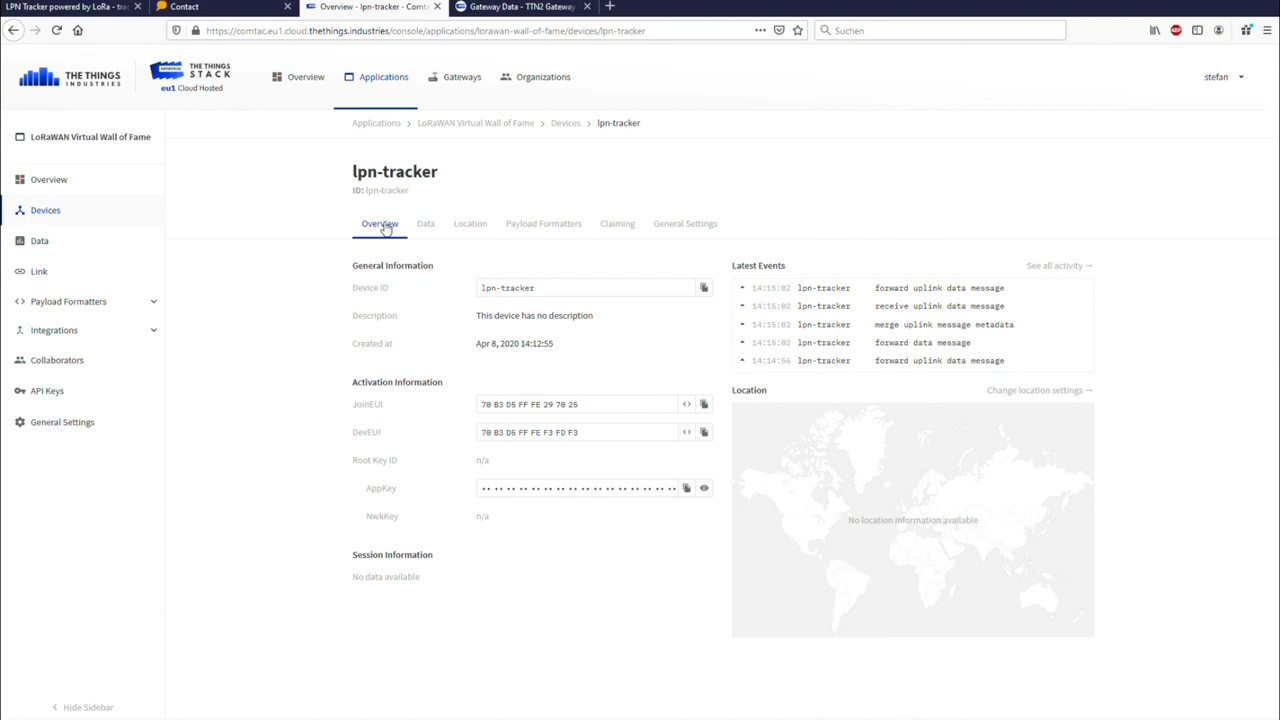 LPN Tracker powered by LoRa - tra
Contact
Overview - lpn-tracker - Comta
Gateway Data - TTN2 Gateway
https://comtac.eu1.cloud.thethings.industries/console/applications/lorawan-wall-of-fame/devices/lpn-tracker
Suchen
THE THINGS INDUSTRIES
ENTERPRISE THE THINGS STACK
eu1 Cloud Hosted
Overview
Applications
Gateways
Organizations
stefan
LoRaWAN Virtual Wall of Fame
Overview
Devices
Data
Link
Payload Formatters
Integrations
Collaborators
API Keys
General Settings
Hide Sidebar
Applications > LoRaWAN Virtual Wall of Fame > Devices > lpn-tracker
lpn-tracker
ID: lpn-tracker
Overview Data Location Payload Formatters Claiming General Settings
General Information
Device ID lpn-tracker
Description This device has no description
Created at Apr 8, 2020 14:12:55
Activation Information
JoinEUI 70 B3 D5 FF FE 29 70 25
DevEUI 70 B3 D5 FF FE F3 FD F3
Root Key ID n/a
AppKey
NwkKey n/a
Session Information
No data available
Latest Events See all activity →
14:15:02 lpn-tracker forward uplink data message
14:15:02 lpn-tracker receive uplink data message
14:15:02 lpn-tracker merge uplink message metadata
14:15:02 lpn-tracker forward data message
14:14:56 lpn-tracker forward uplink data message
Location Change location settings →
No location information available